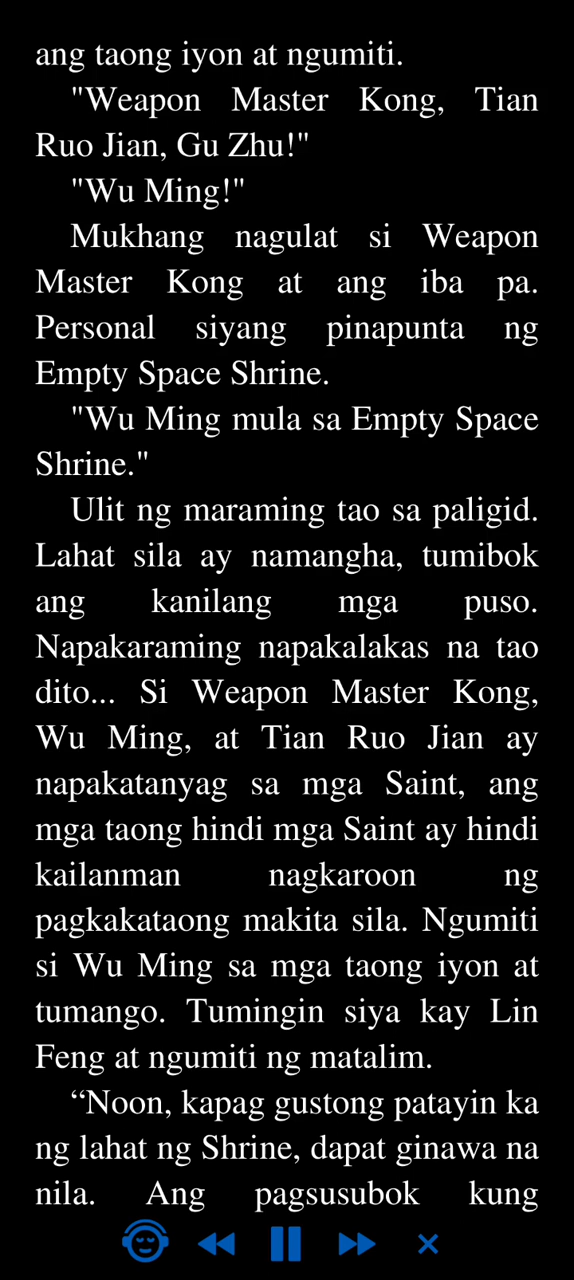 ang taong iyon at ngumiti.
"Weapon Master Kong, Tian
Ruo Jian, Gu Zhu!"
"Wu Ming!"
Mukhang nagulat si Weapon
Master Kong at ang iba pa.
Personal siyang pinapunta ng
Empty Space Shrine.
"Wu Ming mula sa Empty Space
Shrine."
Ulit ng maraming tao sa paligid.
Lahat sila ay namangha, tumibok
ang kanilang mga puso.
Napakaraming napakalakas na tao
dito... Si Weapon Master Kong,
Wu Ming, at Tian Ruo Jian ay
napakatanyag sa mga Saint, ang
mga taong hindi mga Saint ay hindi
kailanman nagkaroon ng
pagkakataong makita sila. Ngumiti
si Wu Ming sa mga taong iyon at
tumango. Tumingin siya kay Lin
Feng at ngumiti ng matalim.
“Noon, kapag gustong patayin ka
ng lahat ng Shrine, dapat ginawa na
nila. Ang pagsusubok kung